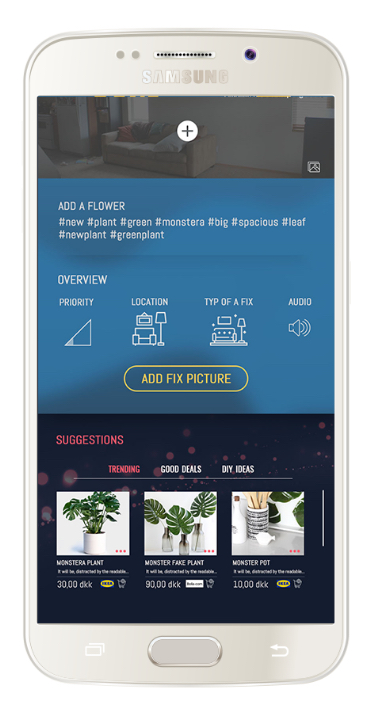 SAMSUNG
ADD A FLOWER
#new #plant #green #monstera #big #spacious #leaf
#newplant #greenplant
OVERVIEW
PRIORITY LOCATION TYP OF A FIX AUDIO
ADD FIX PICTURE
SUGGESTIONS
TRENDING GOOD DEALS DIY IDEAS
MONSTERA PLANT MONSTER FAKE PLANT MONSTER POT
It will be, distracted by the readable... It will be, distracted by the readable... It will be, distracted by the readable...
30,00 dkk IKEA 90,00 dkk 10,00 dkk IKEA